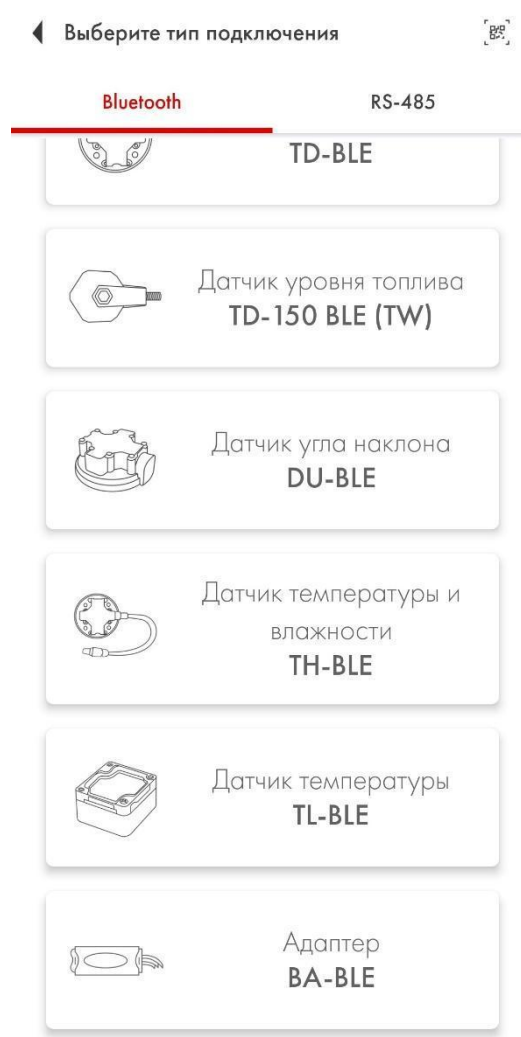 Выберите тип подключения
Bluetooth
RS-485
TD-BLE
Датчик уровня топлива
TD-150 BLE (TW)
Датчик угла наклона
DU-BLE
Датчик температуры и
влажности
TH-BLE
Датчик температуры
TL-BLE
Адаптер
BA-BLE